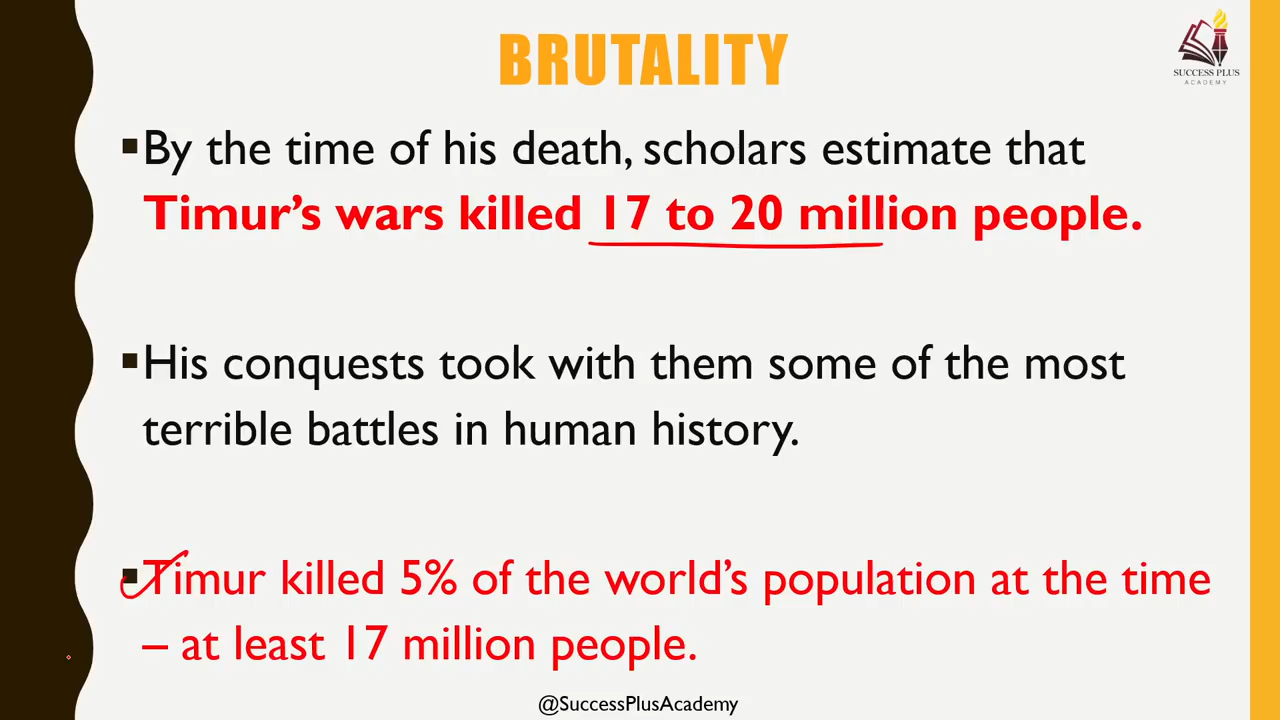 BRUTALITY
SUCCESS PLUS
ACADEMY
▪By the time of his death, scholars estimate that
Timur’s wars killed 17 to 20 million people.
▪His conquests took with them some of the most
terrible battles in human history.
▪Timur killed 5% of the world’s population at the time
– at least 17 million people.
@SuccessPlusAcademy